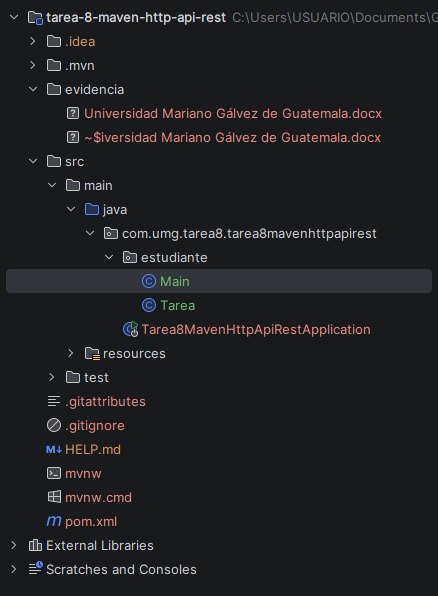 tarea-8-maven-http-api-rest C:\Users\USUARIO\Documents\G
.idea
.mvn
evidencia
Universidad Mariano Gálvez de Guatemala.docx
~$iversidad Mariano Gálvez de Guatemala.docx
src
main
java
com.umg.tarea8.tarea8mavenhttpapirest
estudiante
Main
Tarea
Tarea8MavenHttpApiRestApplication
resources
test
.gitattributes
.gitignore
M↓ HELP.md
mvnw
mvnw.cmd
m pom.xml
External Libraries
Scratches and Consoles